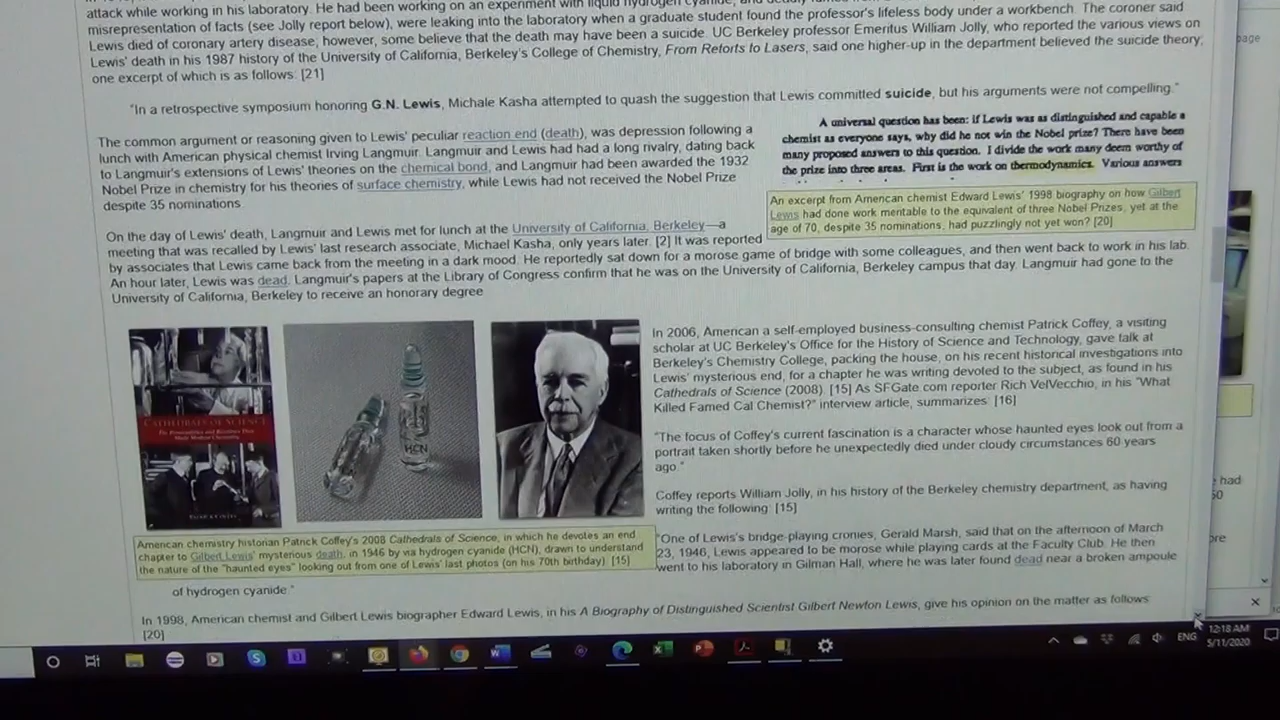 attack while working in his laboratory. He had been working on an experiment with liquid hydrogen cyanide, and deadly fumes from
misrepresentation of facts (see Jolly report below), were leaking into the laboratory when a graduate student found the professor's lifeless body under a workbench. The coroner said
Lewis died of coronary artery disease, however, some believe that the death may have been a suicide. UC Berkeley professor Emeritus William Jolly, who reported the various views on
Lewis' death in his 1987 history of the University of California, Berkeley's College of Chemistry, From Retorts to Lasers, said one higher-up in the department believed the suicide theory;
one excerpt of which is as follows: [21]
"In a retrospective symposium honoring G.N. Lewis, Michale Kasha attempted to quash the suggestion that Lewis committed suicide, but his arguments were not compelling."
The common argument or reasoning given to Lewis' peculiar reaction end (death), was depression following a
lunch with American physical chemist Irving Langmuir. Langmuir and Lewis had had a long rivalry, dating back
to Langmuir's extensions of Lewis' theories on the chemical bond, and Langmuir had been awarded the 1932
Nobel Prize in chemistry for his theories of surface chemistry, while Lewis had not received the Nobel Prize
despite 35 nominations.
A universal question has been: if Lewis was as distinguished and capable a
chemist as everyone says, why did he not win the Nobel prize? There have been
many proposed answers to this question. I divide the work many deem worthy of
the prize into three areas. First is the work on thermodynamics. Various answers
An excerpt from American chemist Edward Lewis' 1998 biography on how Gilbert
Lewis had done work mentable to the equivalent of three Nobel Prizes, yet at the
age of 70, despite 35 nominations, had puzzlingly not yet won? [20]
On the day of Lewis' death, Langmuir and Lewis met for lunch at the University of California, Berkeley—a
meeting that was recalled by Lewis' last research associate, Michael Kasha, only years later. [2] It was reported
by associates that Lewis came back from the meeting in a dark mood. He reportedly sat down for a morose game of bridge with some colleagues, and then went back to work in his lab.
An hour later, Lewis was dead. Langmuir's papers at the Library of Congress confirm that he was on the University of California, Berkeley campus that day. Langmuir had gone to the
University of California, Berkeley to receive an honorary degree
CATHEDRALS OF SCIENCE
HCN
In 2006, American a self-employed business-consulting chemist Patrick Coffey, a visiting
scholar at UC Berkeley's Office for the History of Science and Technology, gave talk at
Berkeley's Chemistry College, packing the house, on his recent historical investigations into
Lewis' mysterious end, for a chapter he was writing devoted to the subject, as found in his
Cathedrals of Science (2008). [15] As SFGate.com reporter Rich VelVecchio, in his "What
Killed Famed Cal Chemist?" interview article, summarizes: [16]
"The focus of Coffey's current fascination is a character whose haunted eyes look out from a
portrait taken shortly before he unexpectedly died under cloudy circumstances 60 years
ago."
Coffey reports William Jolly, in his history of the Berkeley chemistry department, as having
writing the following: [15]
American chemistry historian Patrick Coffey's 2008 Cathedrals of Science, in which he devotes an end
chapter to Gilbert Lewis' mysterious death, in 1946 by via hydrogen cyanide (HCN), drawn to understand
the nature of the "haunted eyes" looking out from one of Lewis' last photos (on his 70th birthday). [15]
"One of Lewis's bridge-playing cronies, Gerald Marsh, said that on the afternoon of March
23, 1946, Lewis appeared to be morose while playing cards at the Faculty Club. He then
went to his laboratory in Gilman Hall, where he was later found dead near a broken ampoule
of hydrogen cyanide."
In 1998, American chemist and Gilbert Lewis biographer Edward Lewis, in his A Biography of Distinguished Scientist Gilbert Newton Lewis, give his opinion on the matter as follows
[20]
page
had
ENG
12:18 AM
5/11/2020